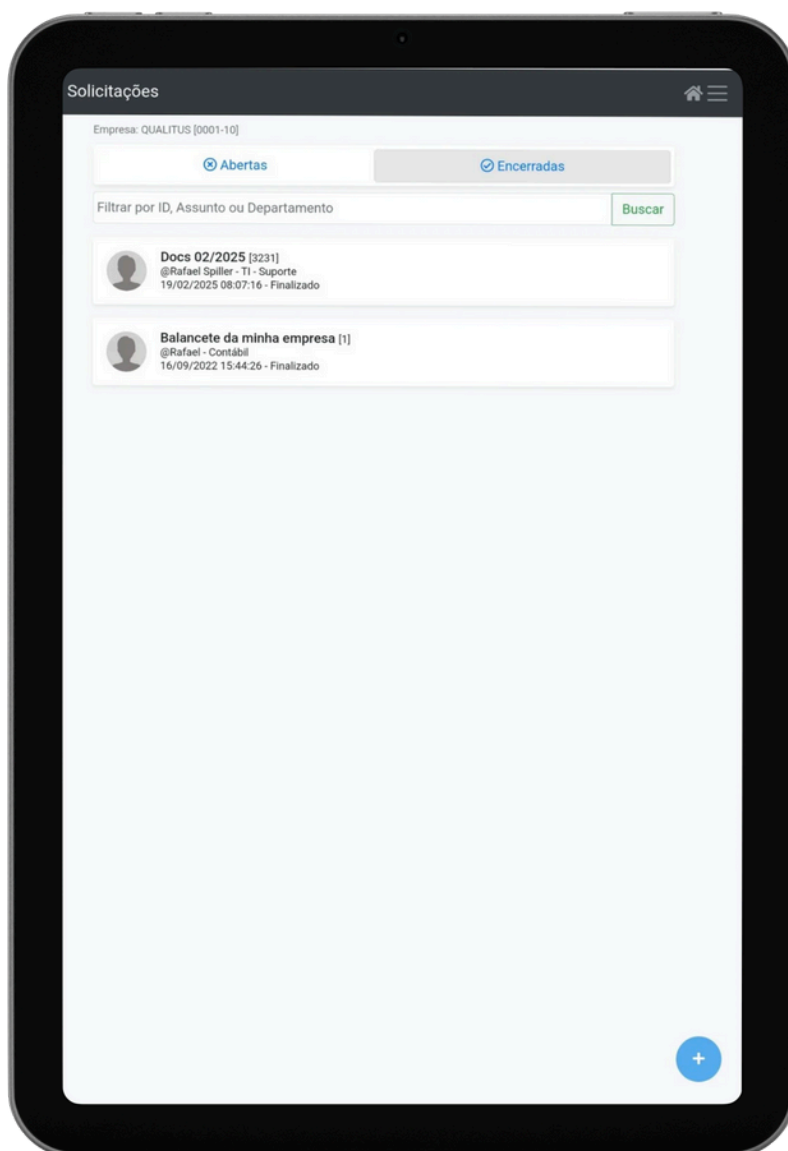 Solicitações
Empresa: QUALITUS [0001-10]
Abertas
Encerradas
Filtrar por ID, Assunto ou Departamento
Buscar
Docs 02/2025 [3231]
@Rafael Spiller - TI - Suporte
19/02/2025 08:07:16 - Finalizado
Balancete da minha empresa [1]
@Rafael - Contábil
16/09/2022 15:44:26 - Finalizado
+